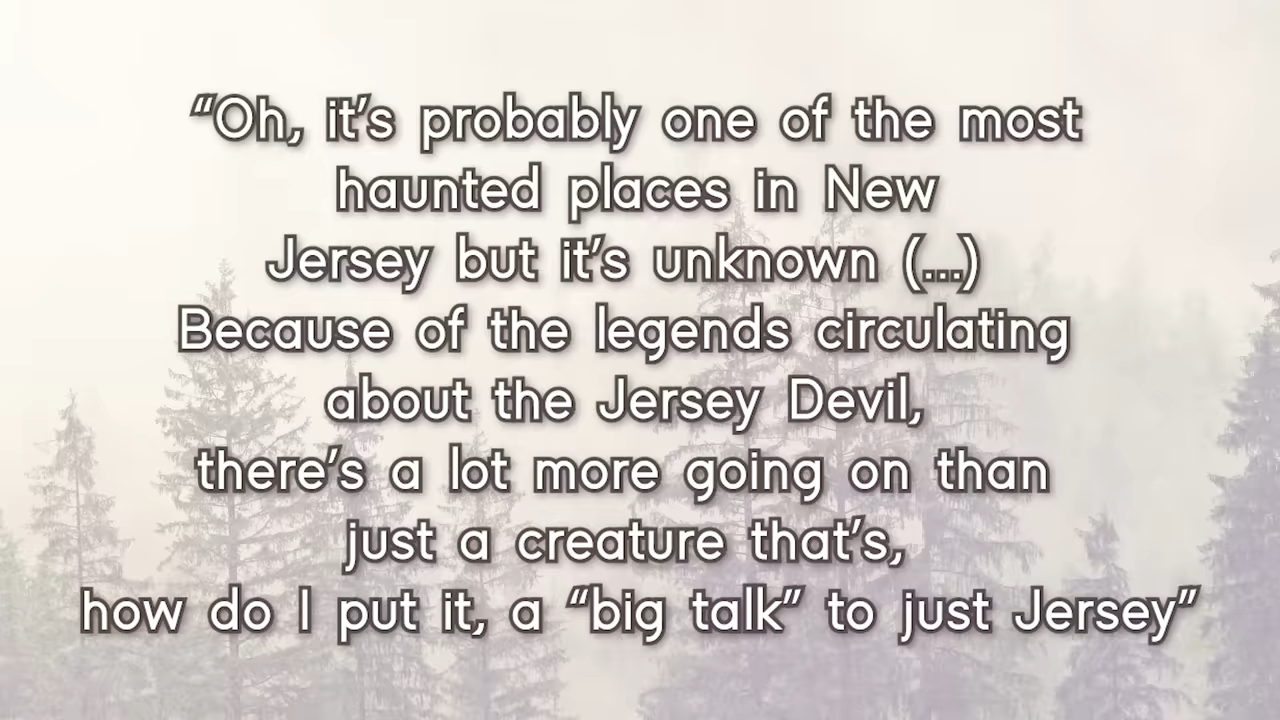 “Oh, it’s probably one of the most
haunted places in New
Jersey but it’s unknown (...)
Because of the legends circulating
about the Jersey Devil,
there’s a lot more going on than
just a creature that’s,
how do I put it, a “big talk” to just Jersey”